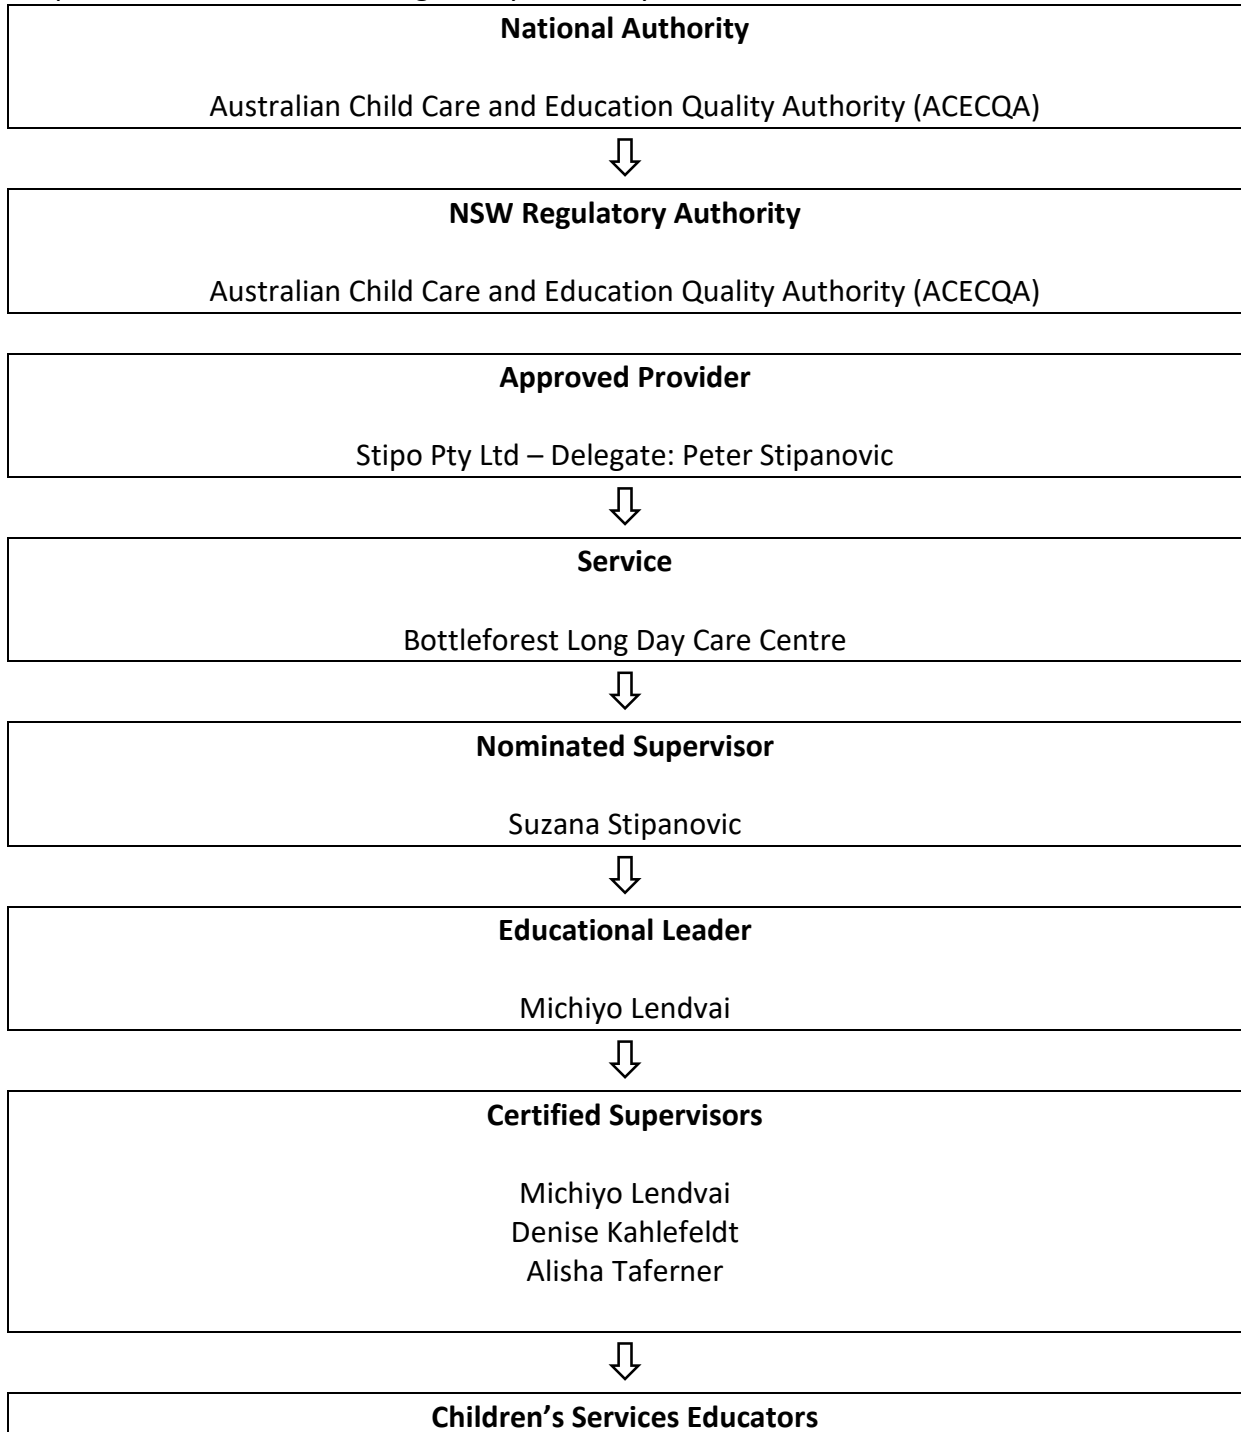 National Authority
Australian Child Care and Education Quality Authority (ACECQA)
NSW Regulatory Authority
Australian Child Care and Education Quality Authority (ACECQA)
Approved Provider
Stipo Pty Ltd – Delegate: Peter Stipanovic
Service
Bottleforest Long Day Care Centre
Nominated Supervisor
Suzana Stipanovic
Educational Leader
Michiyo Lendvai
Certified Supervisors
Michiyo Lendvai
Denise Kahlefeldt
Alisha Taferner
Children’s Services Educators